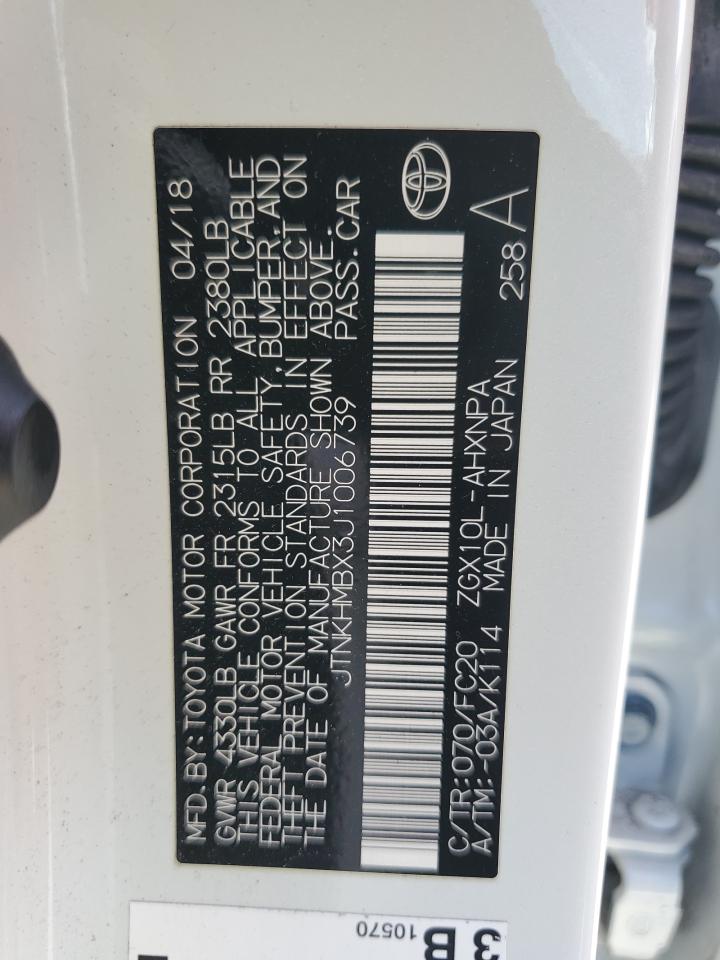 MFD.BY:TOYOTA MOTOR CORPORATION 04/18
GVWR 4330LB GAWR FR 2315LB RR 2380LB
THIS VEHICLE CONFORMS TO ALL APPLICABLE
FEDERAL MOTOR VEHICLE SAFETY,BUMPER,AND
THEFT PREVENTION STANDARDS IN EFFECT ON
THE DATE OF MANUFACTURE SHOWN ABOVE.
JTNKHMBX3J1006739 PASS.CAR
C/TR:070/FC20 ZGX10L-AHXNPA 258 A
A/TM:-03A/K114 MADE IN JAPAN
3 B
10570